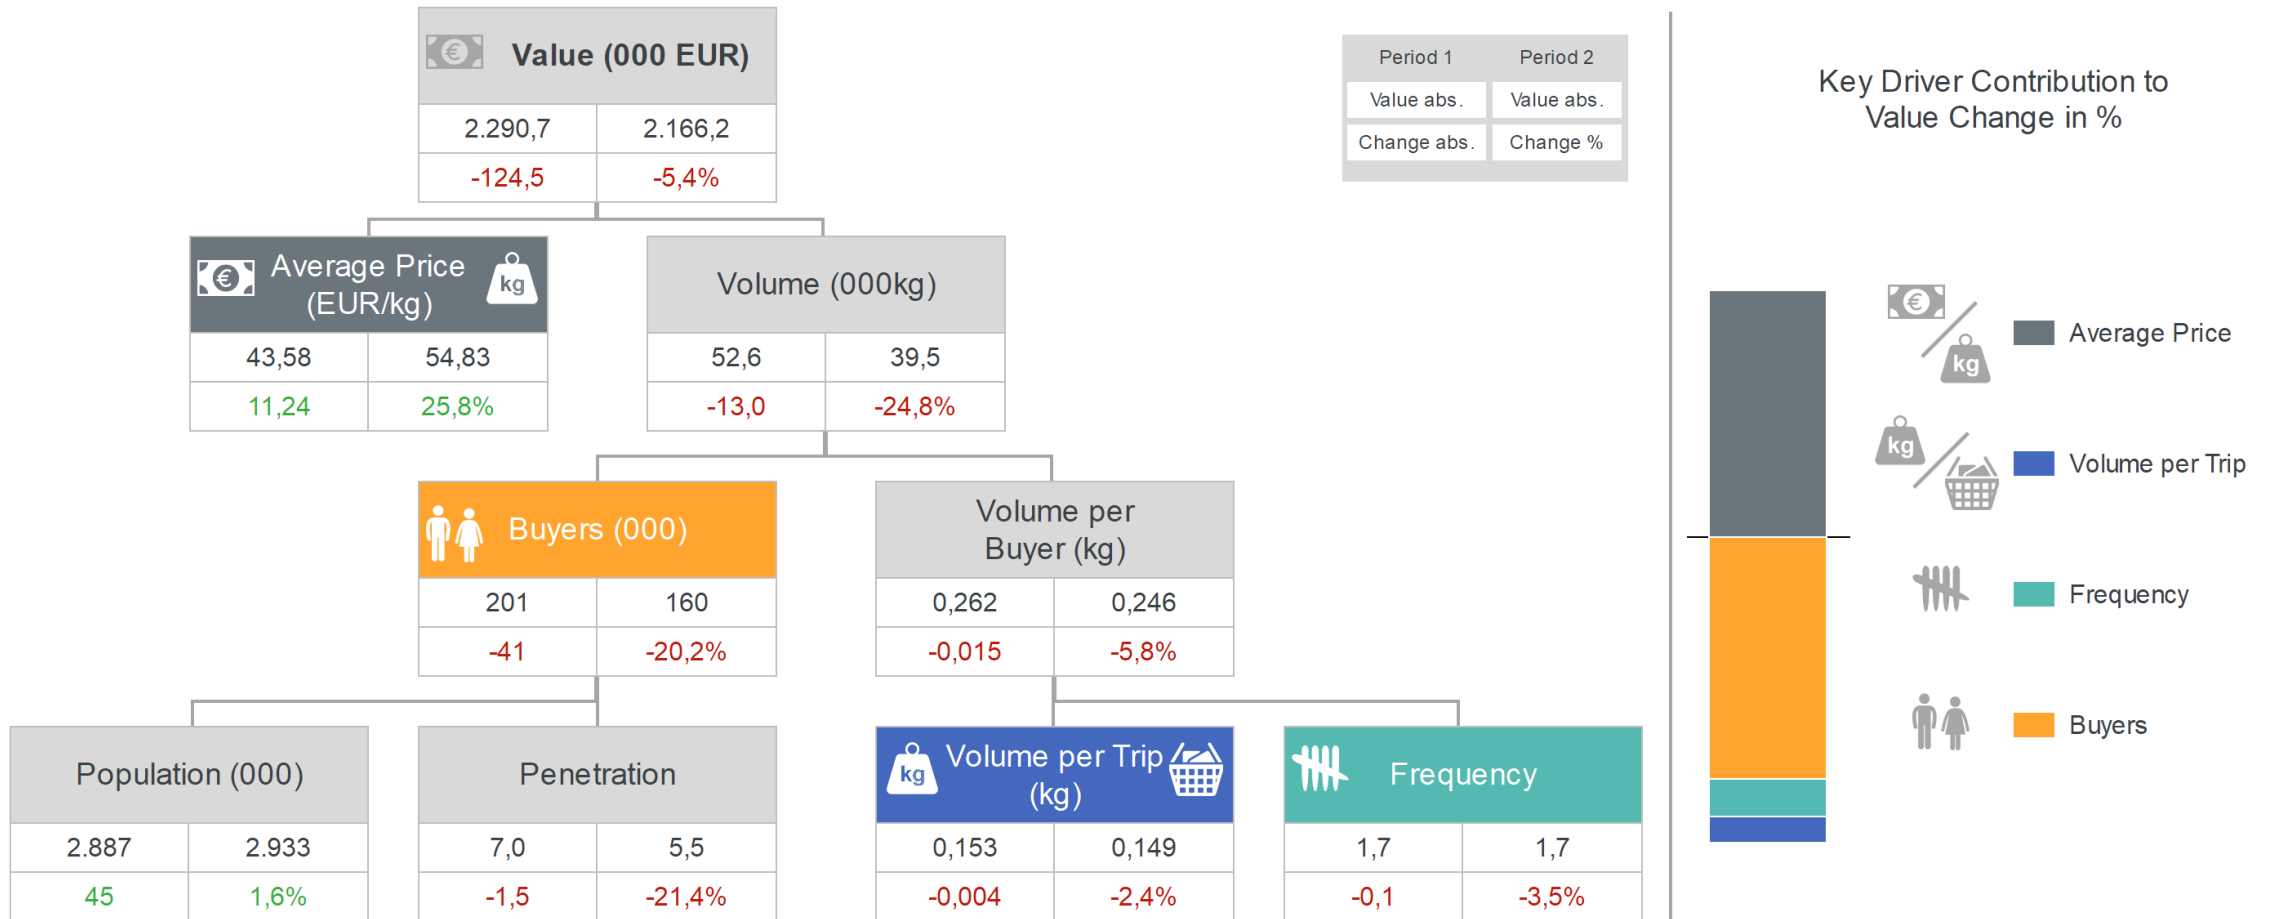 Value (000 EUR)
2.290,7 2.166,2
-124,5 -5,4%
Period 1 Period 2
Value abs. Value abs.
Change abs. Change %
Average Price
(EUR/kg)
€
kg
43,58 54,83
11,24 25,8%
Volume (000kg)
52,6 39,5
-13,0 -24,8%
Buyers (000)
201 160
-41 -20,2%
Volume per
Buyer (kg)
0,262 0,246
-0,015 -5,8%
Population (000)
2.887 2.933
45 1,6%
Penetration
7,0 5,5
-1,5 -21,4%
kg
Volume per Trip
(kg)
0,153 0,149
-0,004 -2,4%
Frequency
1,7 1,7
-0,1 -3,5%
Key Driver Contribution to
Value Change in %
€
kg
Average Price
kg
Volume per Trip
Frequency
Buyers
€